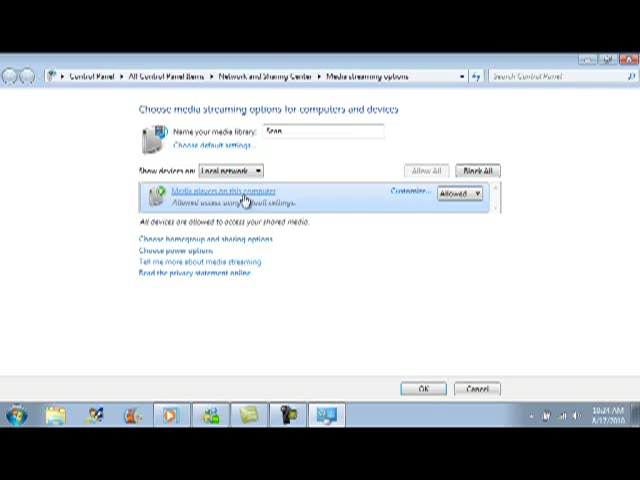 Control Panel ▸ All Control Panel Items ▸ Network and Sharing Center ▸ Media streaming options
Search Control Panel
Choose media streaming options for computers and devices
Name your media library: Sean
Choose default settings...
Show devices on: Local network
Allow All
Block All
Media players on this computer
Customize...
Allowed
Allowed access using default settings.
All devices are allowed to access your shared media.
Choose homegroup and sharing options
Choose power options
Tell me more about media streaming
Read the privacy statement online
OK
Cancel
10:24 AM
8/17/2010